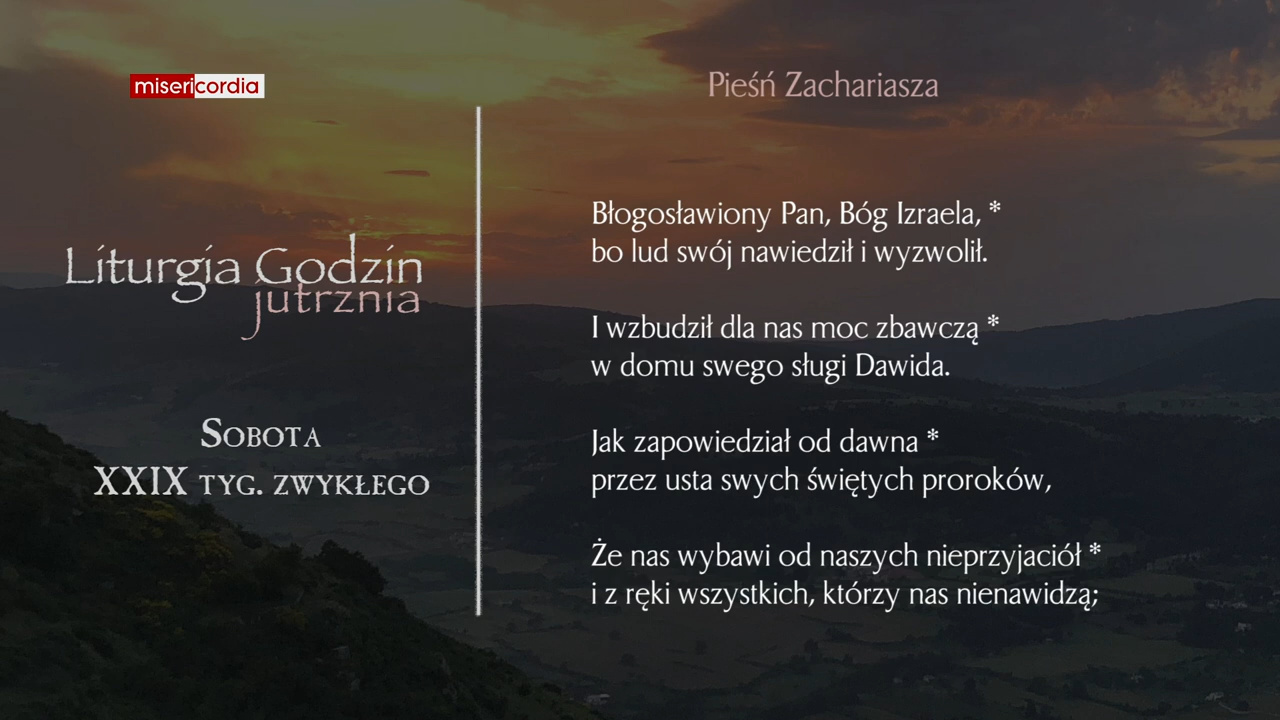 misericordia
Liturgia Godzin
jutrznia
Sobota
XXIX tyg. zwykłego
Pieśń Zachariasza
Błogosławiony Pan, Bóg Izraela, *
bo lud swój nawiedził i wyzwolił.
I wzbudził dla nas moc zbawczą *
w domu swego sługi Dawida.
Jak zapowiedział od dawna *
przez usta swych świętych proroków,
Że nas wybawi od naszych nieprzyjaciół *
i z ręki wszystkich, którzy nas nienawidzą;